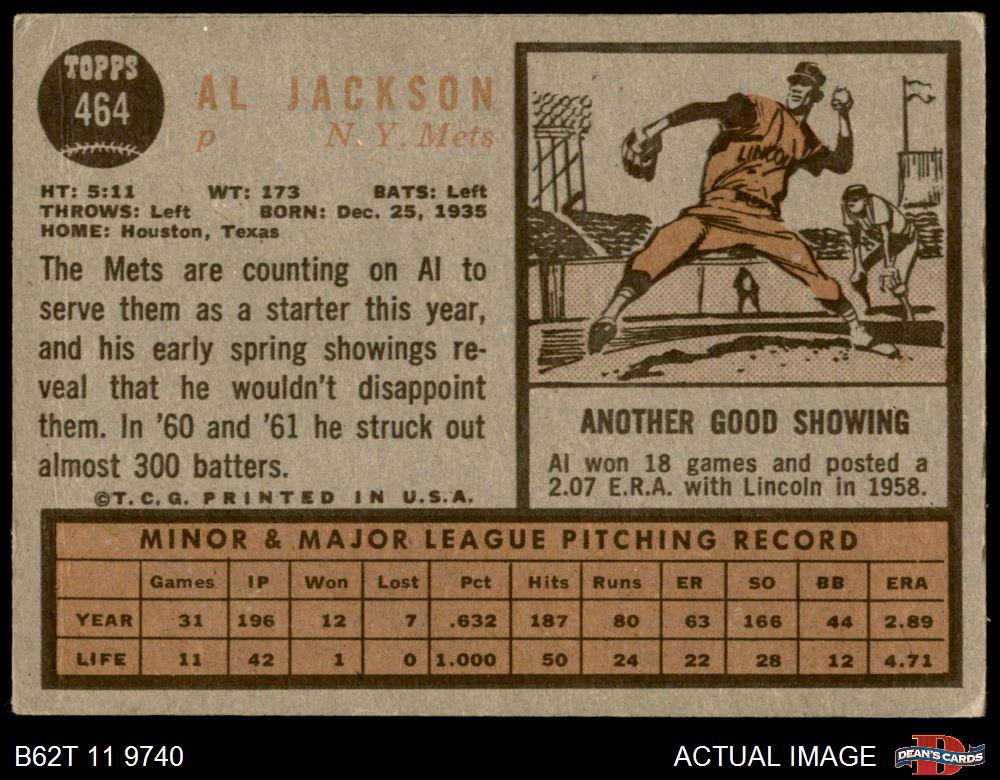 TOPPS
464
AL JACKSON
p N. Y. Mets
HT: 5:11 WT: 173 BATS: Left
THROWS: Left BORN: Dec. 25, 1935
HOME: Houston, Texas
The Mets are counting on Al to
serve them as a starter this year,
and his early spring showings re-
veal that he wouldn't disappoint
them. In '60 and '61 he struck out
almost 300 batters.
©T.C.G. PRINTED IN U.S.A.
LINCOLN
ANOTHER GOOD SHOWING
Al won 18 games and posted a
2.07 E.R.A. with Lincoln in 1958.
MINOR & MAJOR LEAGUE PITCHING RECORD
Games IP Won Lost Pct Hits Runs ER SO BB ERA
YEAR 31 196 12 7 .632 187 80 63 166 44 2.89
LIFE 11 42 1 0 1.000 50 24 22 28 12 4.71
B62T 11 9740
ACTUAL IMAGE
D
DEAN'S CARDS